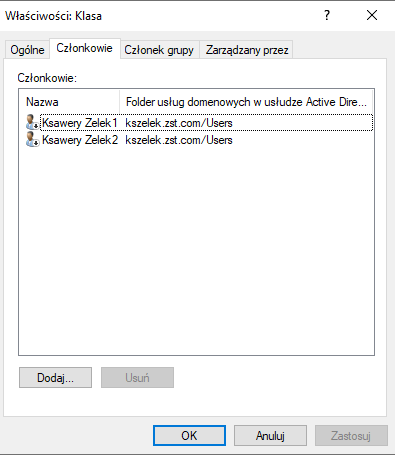 Właściwości: Klasa
Ogólne Członkowie Członek grupy Zarządzany przez
Członkowie:
Nazwa Folder usług domenowych w usłudze Active Dire...
Ksawery Zelek1 kszelek.zst.com/Users
Ksawery Zelek2 kszelek.zst.com/Users
Dodaj... Usuń
OK Anuluj Zastosuj